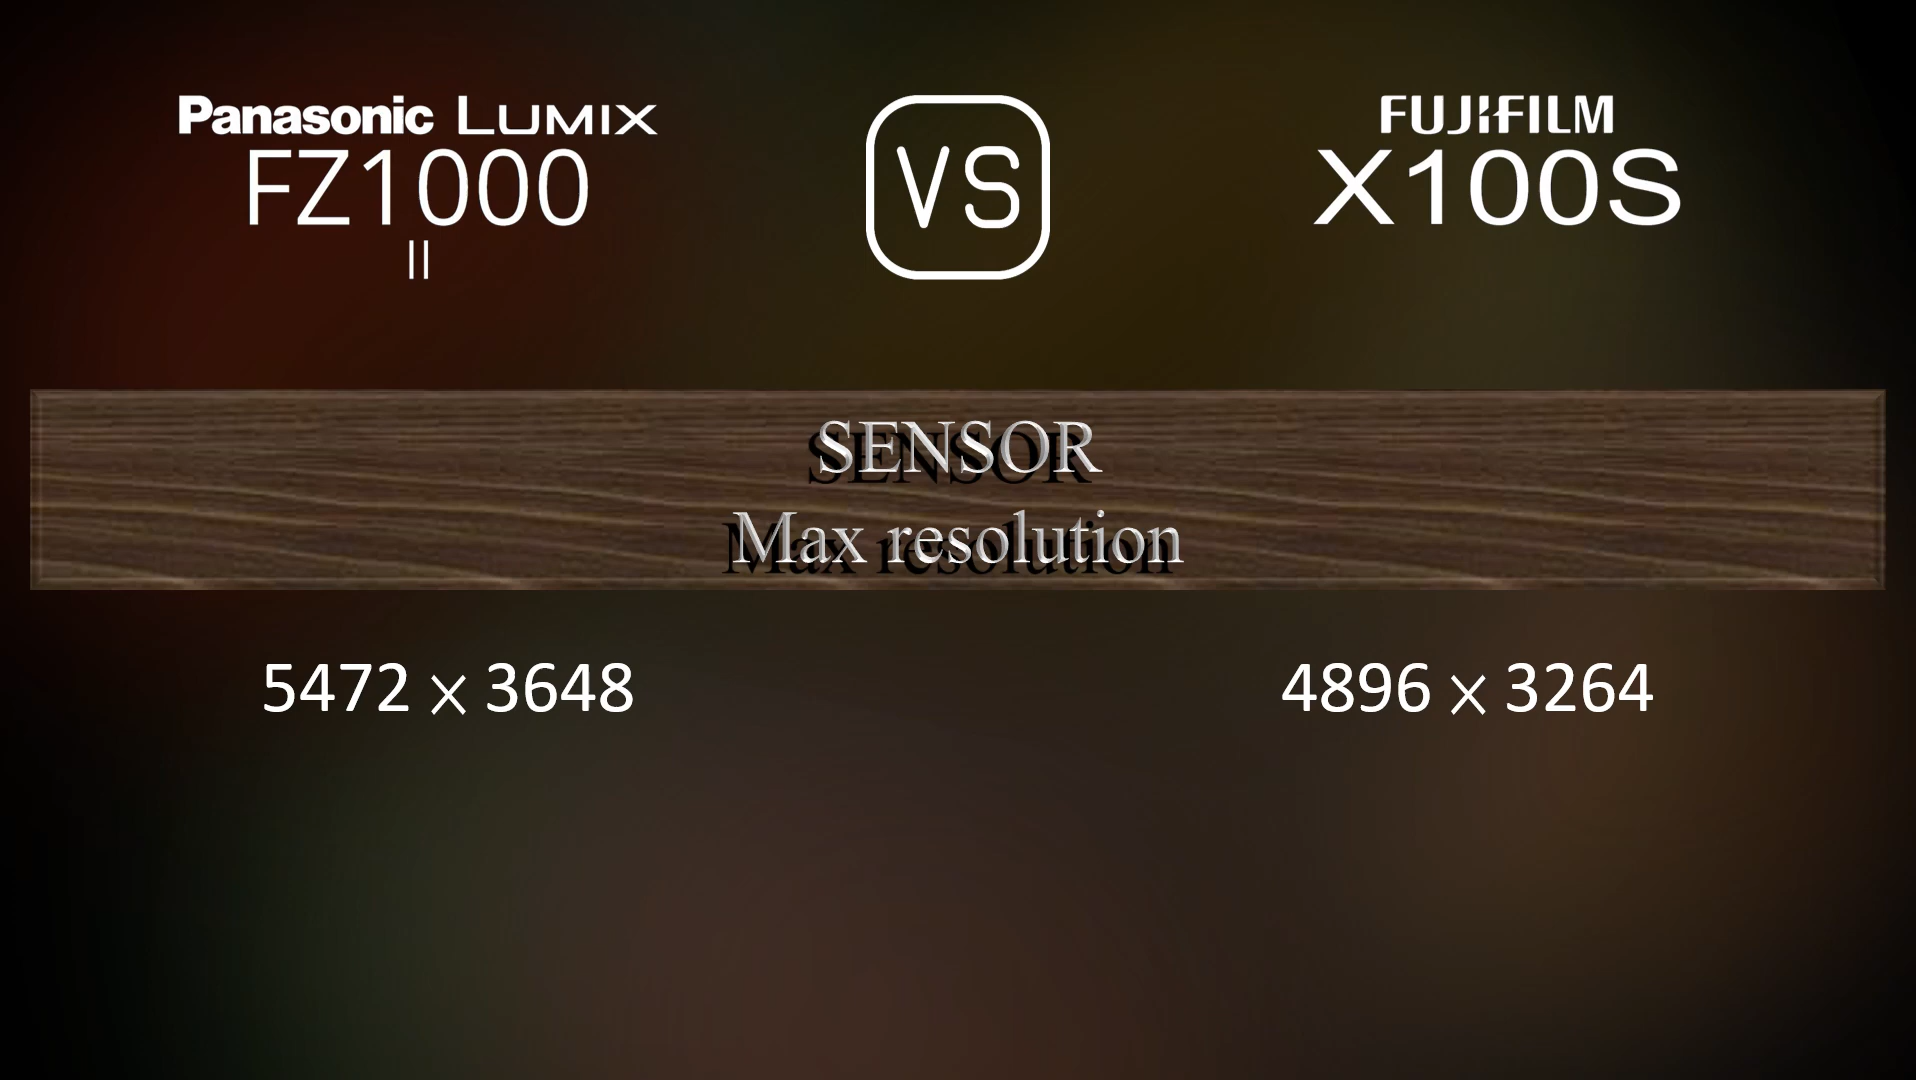 Panasonic LUMIX
FZ1000
II
VS
FUJIFILM
X100S
SENSOR
Max resolution
5472 x 3648
4896 x 3264